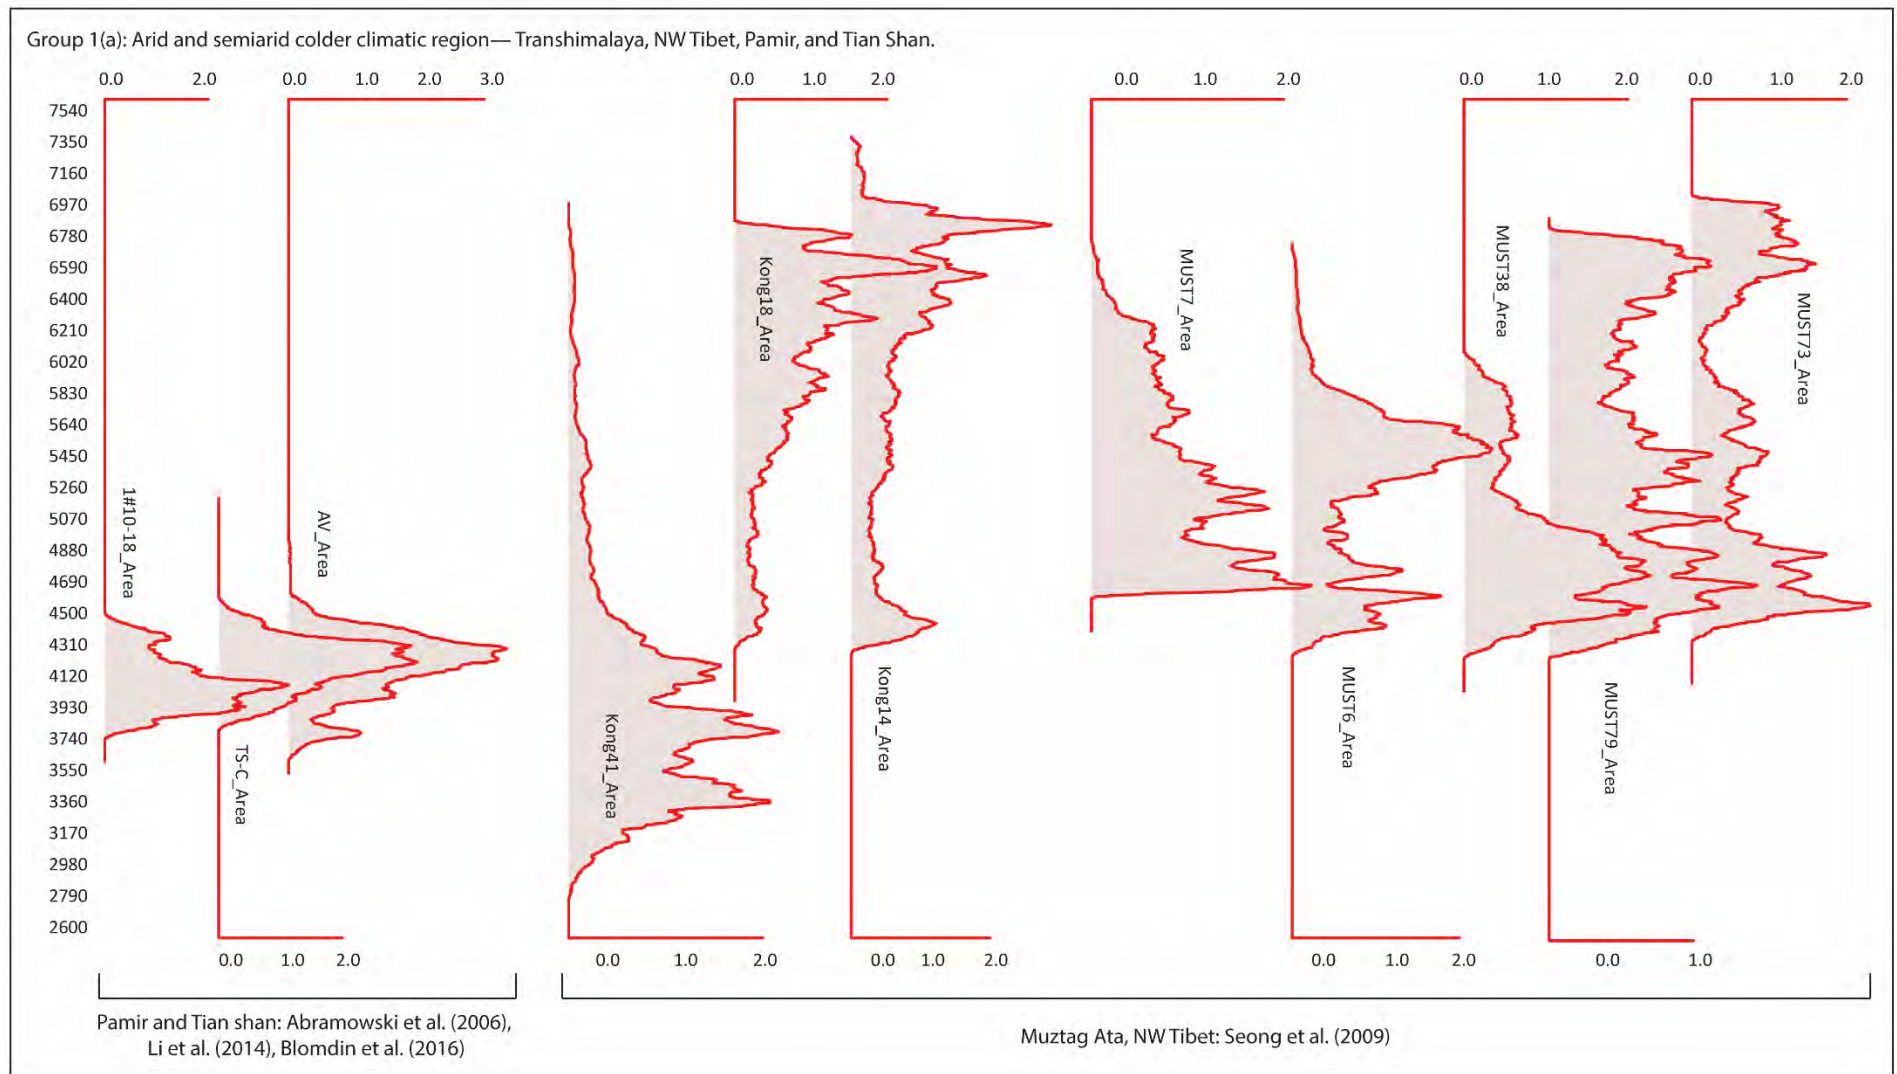 Group 1(a): Arid and semiarid colder climatic region— Transhimalaya, NW Tibet, Pamir, and Tian Shan.
0.0 2.0 0.0 1.0 2.0 3.0 0.0 1.0 2.0 0.0 1.0 2.0 0.0 1.0 2.0 0.0 1.0 2.0
7540
7350
7160
6970
6780
6590
6400
6210
6020
5830
5640
5450
5260
5070
4880
4690
4500
4310
4120
3930
3740
3550
3360
3170
2980
2790
2600
1#10-18_Area
TS-C_Area
AV_Area
Kong41_Area
Kong18_Area
Kong14_Area
MUST7_Area
MUST6_Area
MUST38_Area
MUST79_Area
MUST73_Area
0.0 1.0 2.0 0.0 1.0 2.0 0.0 1.0 2.0 0.0 1.0 2.0 0.0 1.0
Pamir and Tian shan: Abramowski et al. (2006),
Li et al. (2014), Blomdin et al. (2016)
Muztag Ata, NW Tibet: Seong et al. (2009)